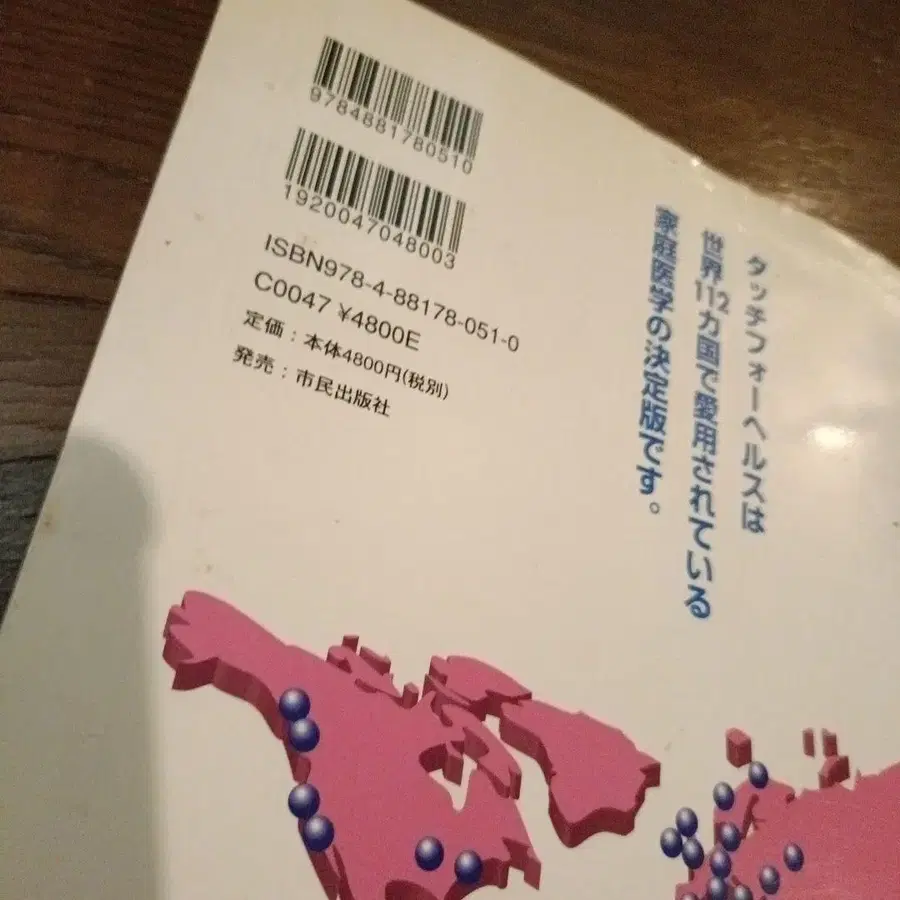 9784881780510
1920047048003
ISBN978-4-88178-051-0
C0047 ¥4800E
定価：本体4800円(税別)
発売：市民出版社
タッチフォーヘルスは
世界112カ国で愛用されている
家庭医学の決定版です。